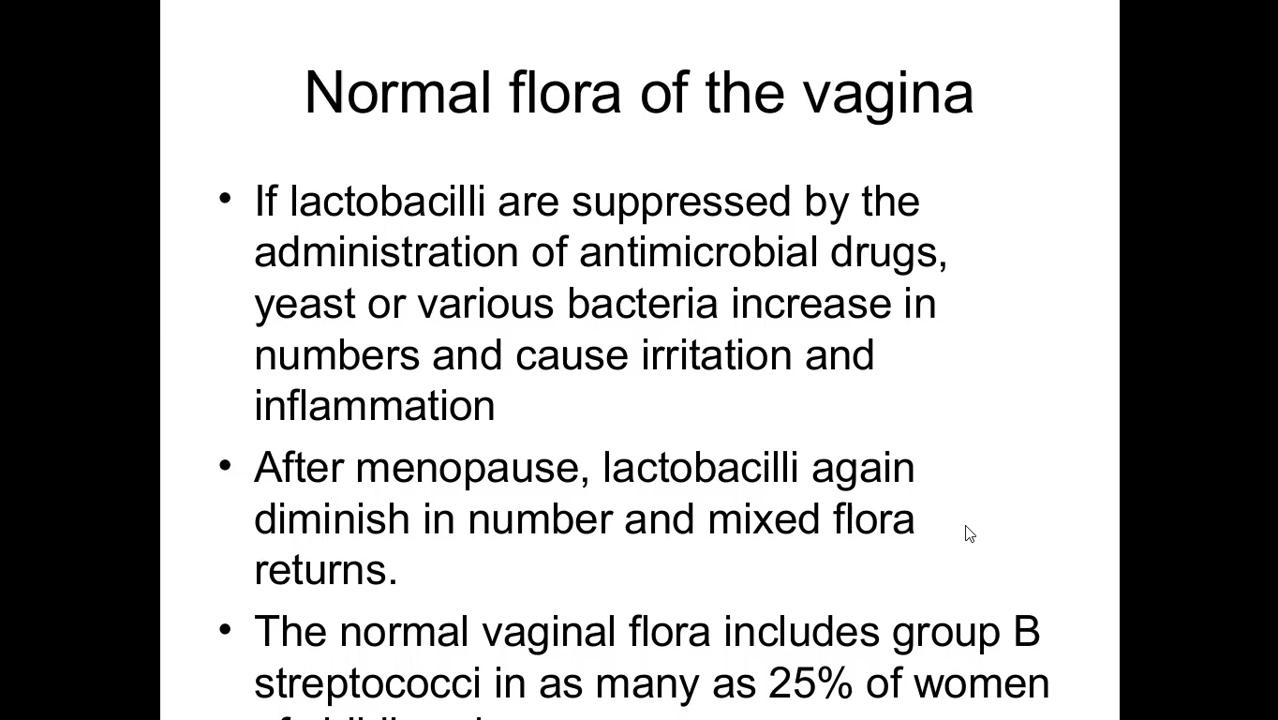 Normal flora of the vagina
• If lactobacilli are suppressed by the
administration of antimicrobial drugs,
yeast or various bacteria increase in
numbers and cause irritation and
inflammation
• After menopause, lactobacilli again
diminish in number and mixed flora
returns.
• The normal vaginal flora includes group B
streptococci in as many as 25% of women